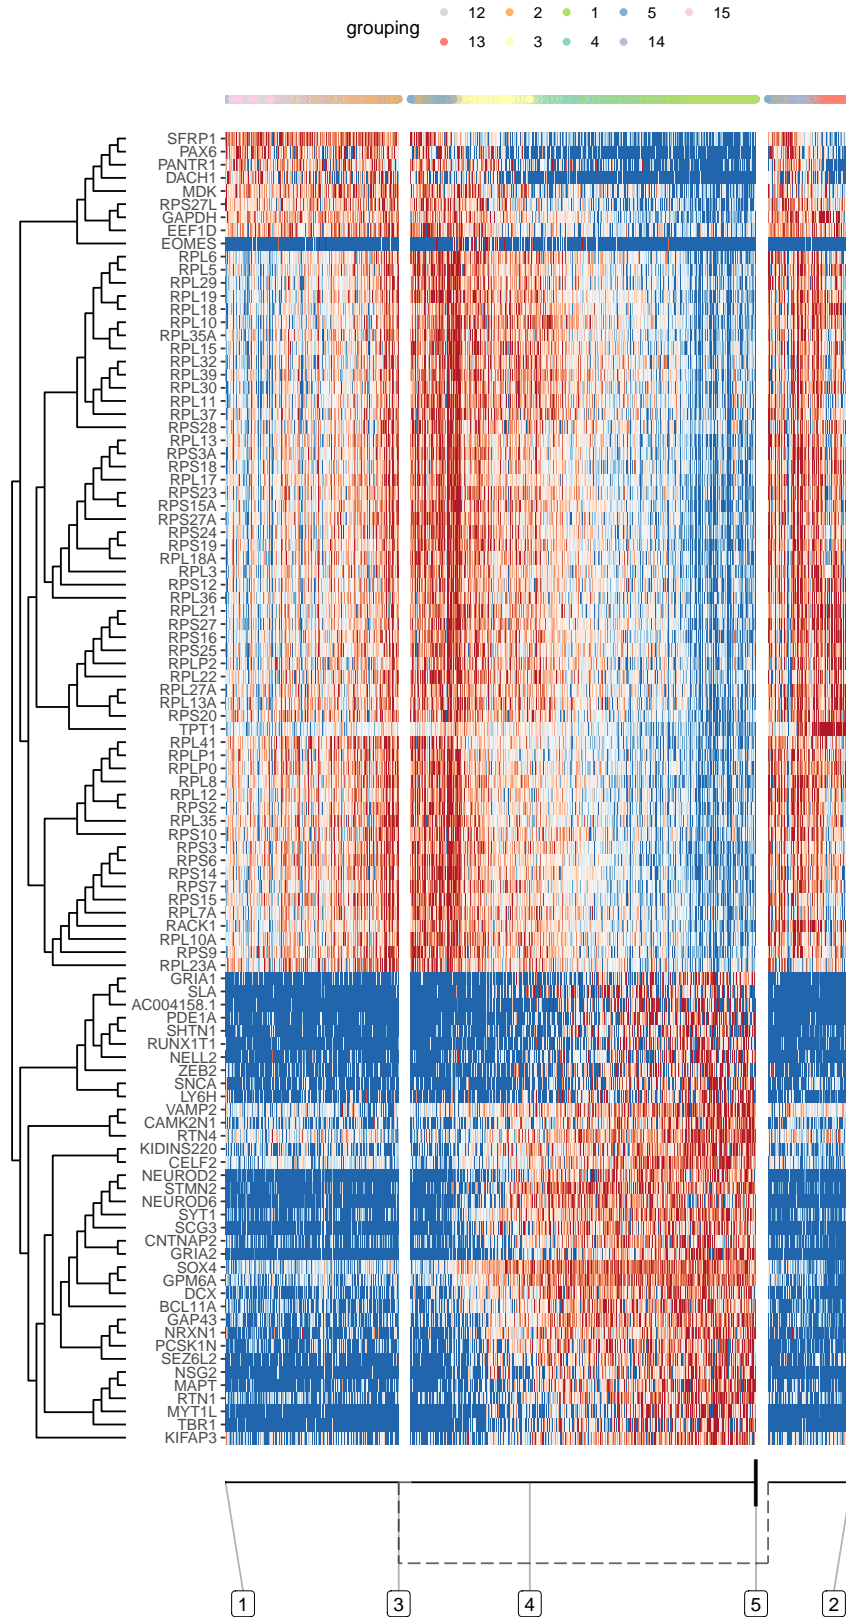 grouping
12 2 1 5 15
13 3 4 14
SFRP1
PAX6
PANTR1
DACH1
MDK
RPS27L
GAPDH
EEF1D
EOMES
RPL6
RPL5
RPL29
RPL19
RPL18
RPL10
RPL35A
RPL15
RPL32
RPL39
RPL30
RPL11
RPL37
RPS28
RPL13
RPS3A
RPS18
RPL17
RPS23
RPS15A
RPS27A
RPS24
RPS19
RPL18A
RPL3
RPS12
RPL36
RPL21
RPS27
RPS16
RPS25
RPLP2
RPL22
RPL27A
RPL13A
RPS20
TPT1
RPL41
RPLP1
RPLP0
RPL8
RPL12
RPS2
RPL35
RPS10
RPS3
RPS6
RPS14
RPS7
RPS15
RPL7A
RACK1
RPL10A
RPS9
RPL23A
GRIA1
SLA
AC004158.1
PDE1A
SHTN1
RUNX1T1
NELL2
ZEB2
SNCA
LY6H
VAMP2
CAMK2N1
RTN4
KIDINS220
CELF2
NEUROD2
STMN2
NEUROD6
SYT1
SCG3
CNTNAP2
GRIA2
SOX4
GPM6A
DCX
BCL11A
GAP43
NRXN1
PCSK1N
SEZ6L2
NSG2
MAPT
RTN1
MYT1L
TBR1
KIFAP3
1 3 4 5 2